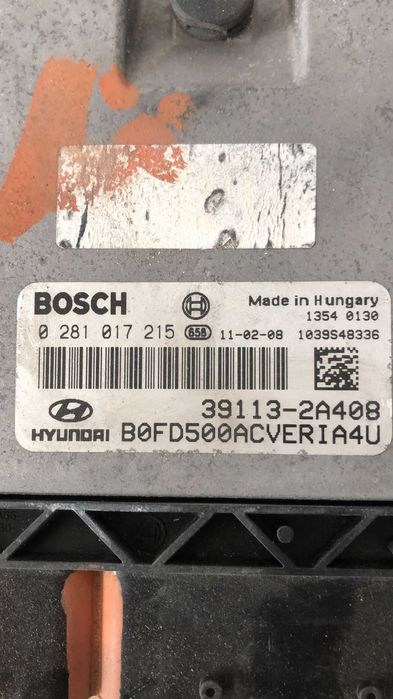 BOSCH Made in Hungary
1354 0130
0 281 017 215 658 11-02-08 1039S48336
39113-2A408
HYUNDAI B0FD500ACVERIA4U